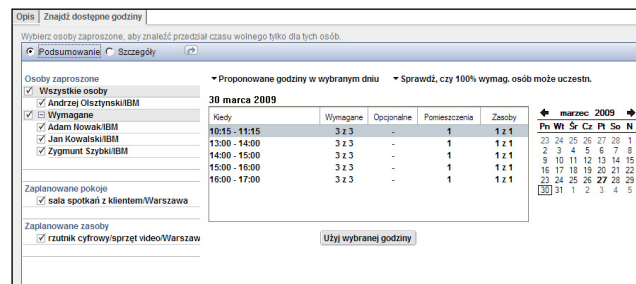 Opis Znajdź dostępne godziny
Wybierz osoby zaproszone, aby znaleźć przedział czasu wolnego tylko dla tych osób.
Podsumowanie Szczegóły
Osoby zaproszone
Wszystkie osoby
Andrzej Olsztynski/IBM
Wymagane
Adam Nowak/IBM
Jan Kowalski/IBM
Zygmunt Szybki/IBM
Zaplanowane pokoje
sala spotkań z klientem/Warszawa
Zaplanowane zasoby
rzutnik cyfrowy/sprzęt video/Warszaw
Proponowane godziny w wybranym dniu Sprawdź, czy 100% wymag. osób może uczestn.
30 marca 2009
Kiedy Wymagane Opcjonalne Pomieszczenia Zasoby
10:15 - 11:15 3 z 3 - 1 1 z 1
13:00 - 14:00 3 z 3 - 1 1 z 1
14:00 - 15:00 3 z 3 - 1 1 z 1
15:00 - 16:00 3 z 3 - 1 1 z 1
16:00 - 17:00 3 z 3 - 1 1 z 1
Użyj wybranej godziny
marzec 2009
Pn Wt Śr Cz Pt So N
23 24 25 26 27 28 1
2 3 4 5 6 7 8
9 10 11 12 13 14 15
16 17 18 19 20 21 22
23 24 25 26 27 28 29
30 31 1 2 3 4 5